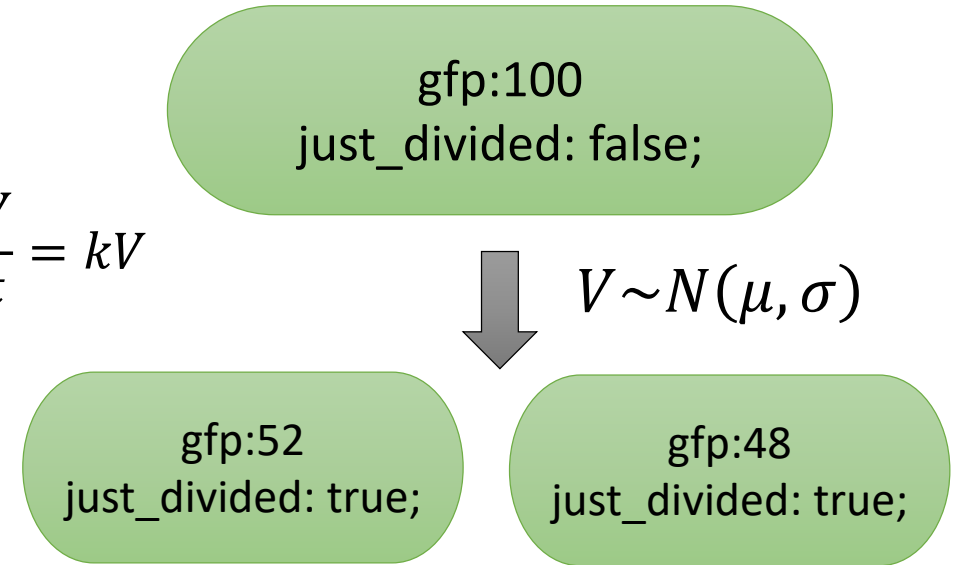 gfp:100
just_divided: false;
= kV
V~N(μ, σ)
gfp:52
just_divided: true;
gfp:48
just_divided: true;